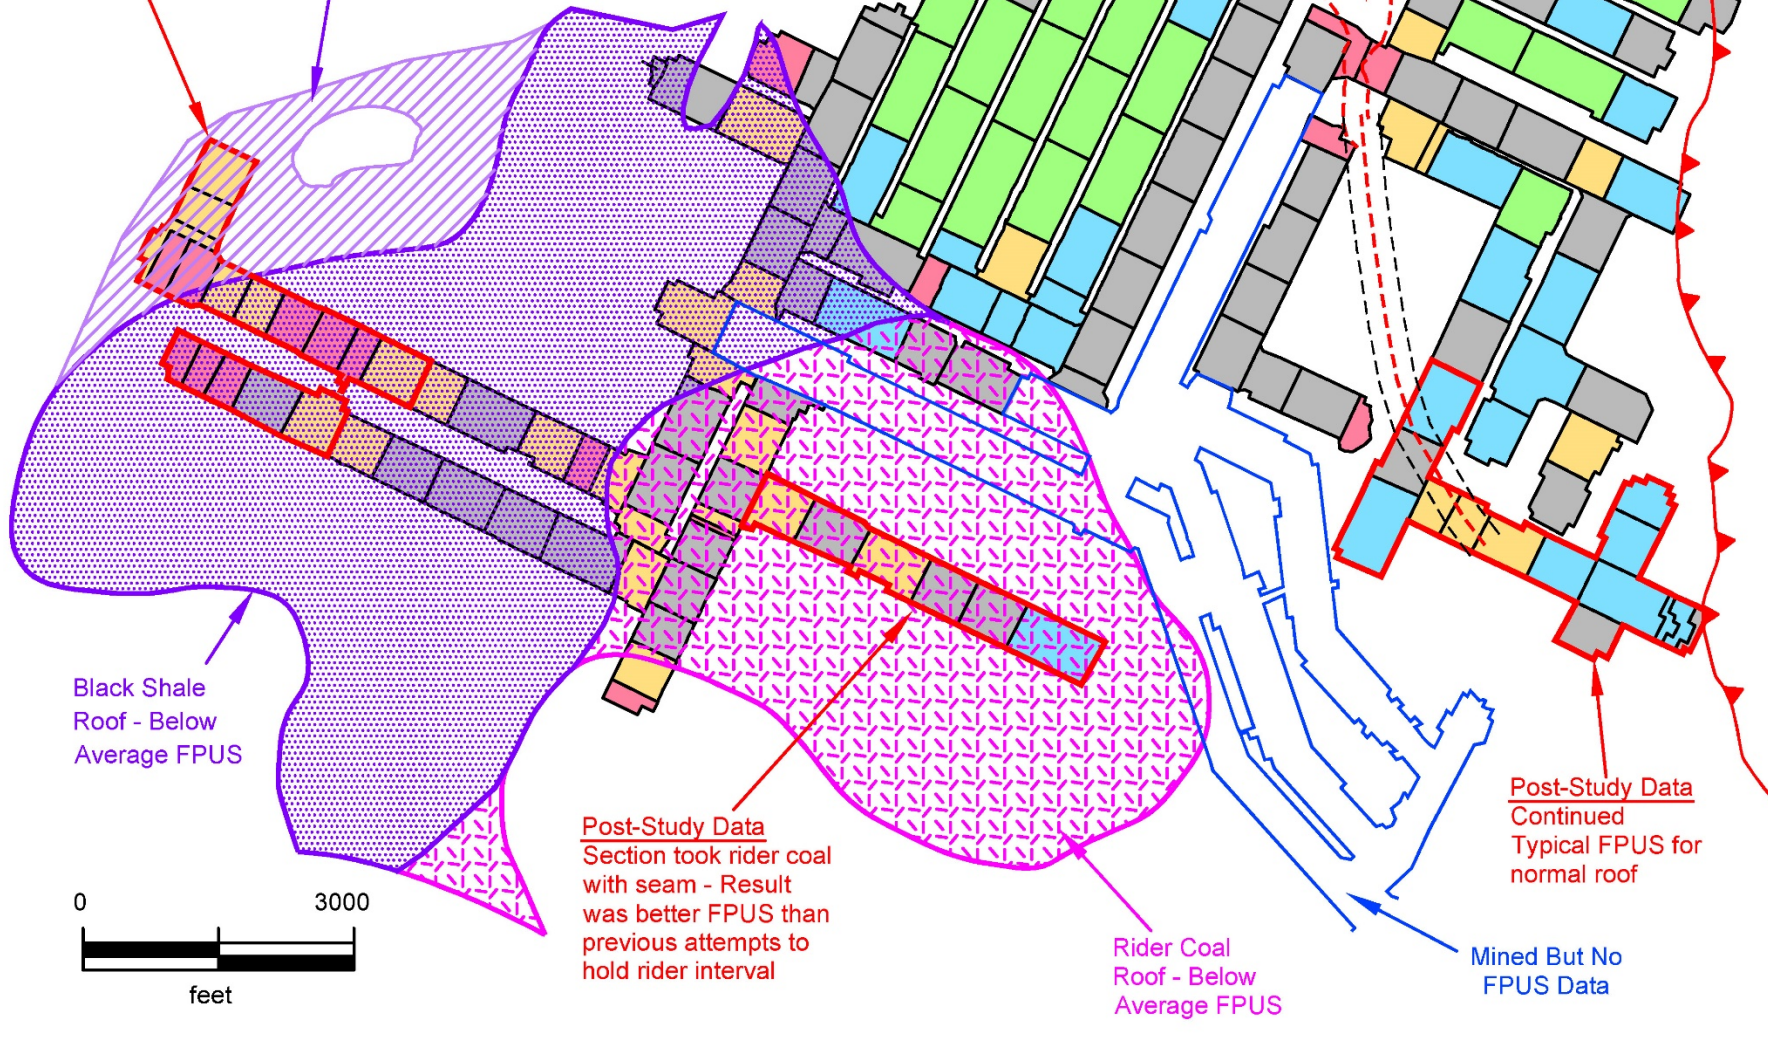 Black Shale
Roof - Below
Average FPUS
0 3000
feet
Post-Study Data
Section took rider coal
with seam - Result
was better FPUS than
previous attempts to
hold rider interval
Rider Coal
Roof - Below
Average FPUS
Mined But No
FPUS Data
Post-Study Data
Continued
Typical FPUS for
normal roof